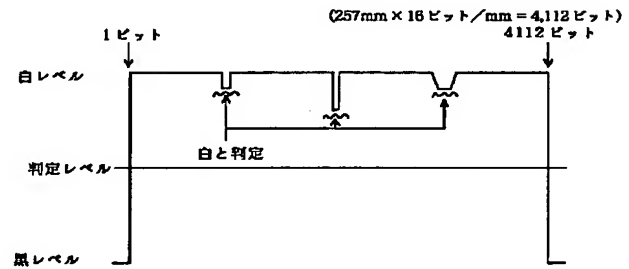 (257mm×16ビット/mm=4,112ビット)
1ビット
4112ビット
白レベル
白と判定
判定レベル
黒レベル